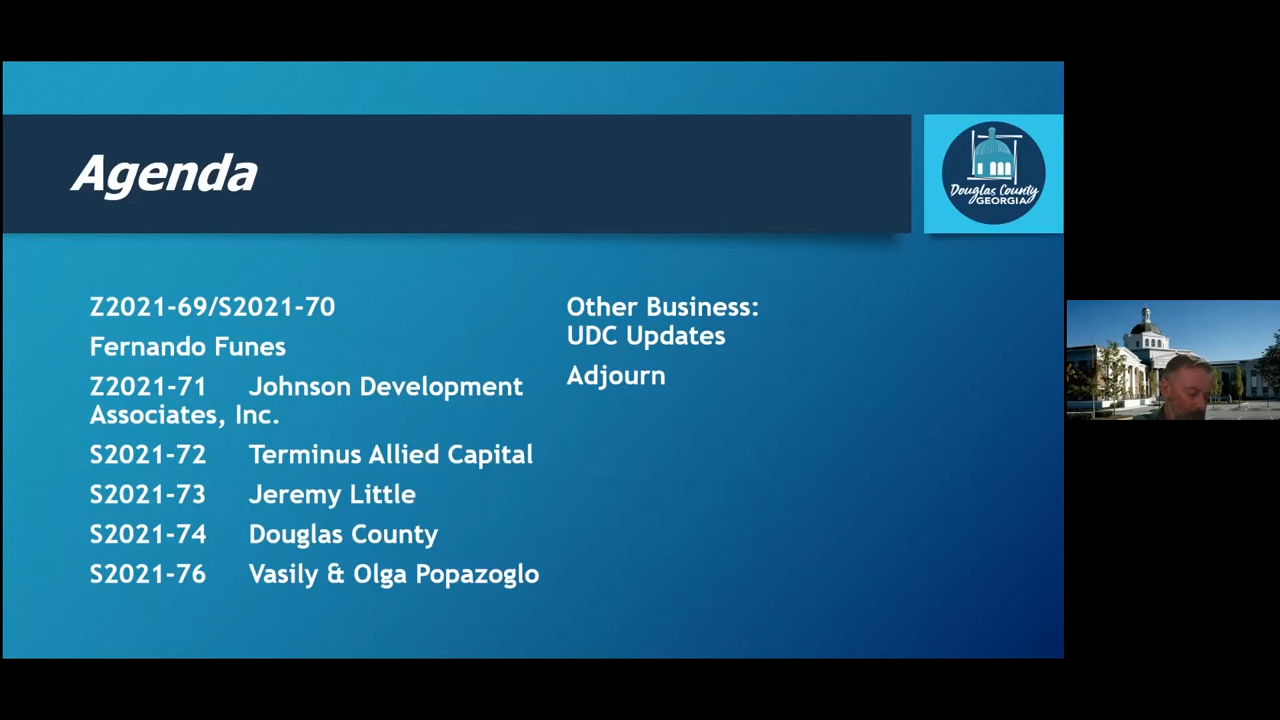 Agenda
Douglas County
GEORGIA
Z2021-69/S2021-70
Fernando Funes
Z2021-71 Johnson Development
Associates, Inc.
S2021-72 Terminus Allied Capital
S2021-73 Jeremy Little
S2021-74 Douglas County
S2021-76 Vasily & Olga Popazoglo
Other Business:
UDC Updates
Adjourn